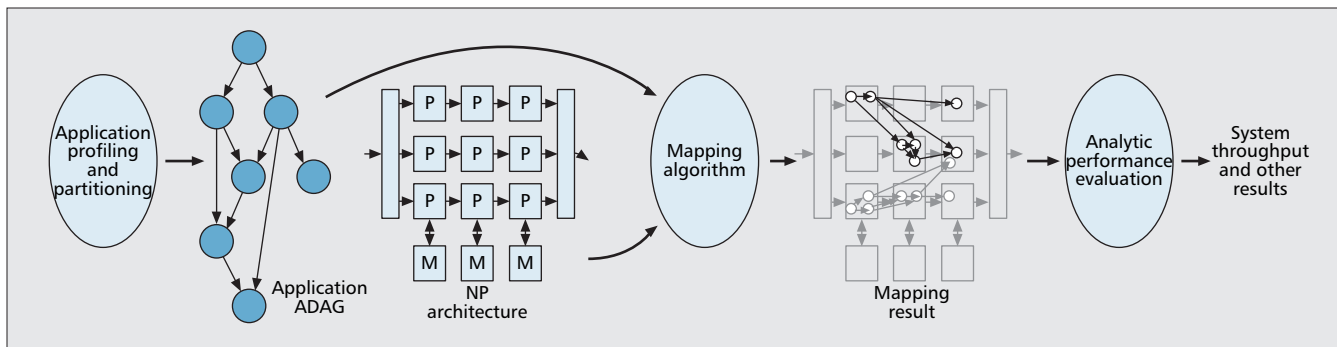 Application
profiling
and
partitioning
Application
ADAG
P P P
P P P
P P P
M M M
NP
architecture
Mapping
algorithm
Mapping
result
Analytic
performance
evaluation
System
throughput
and other
results